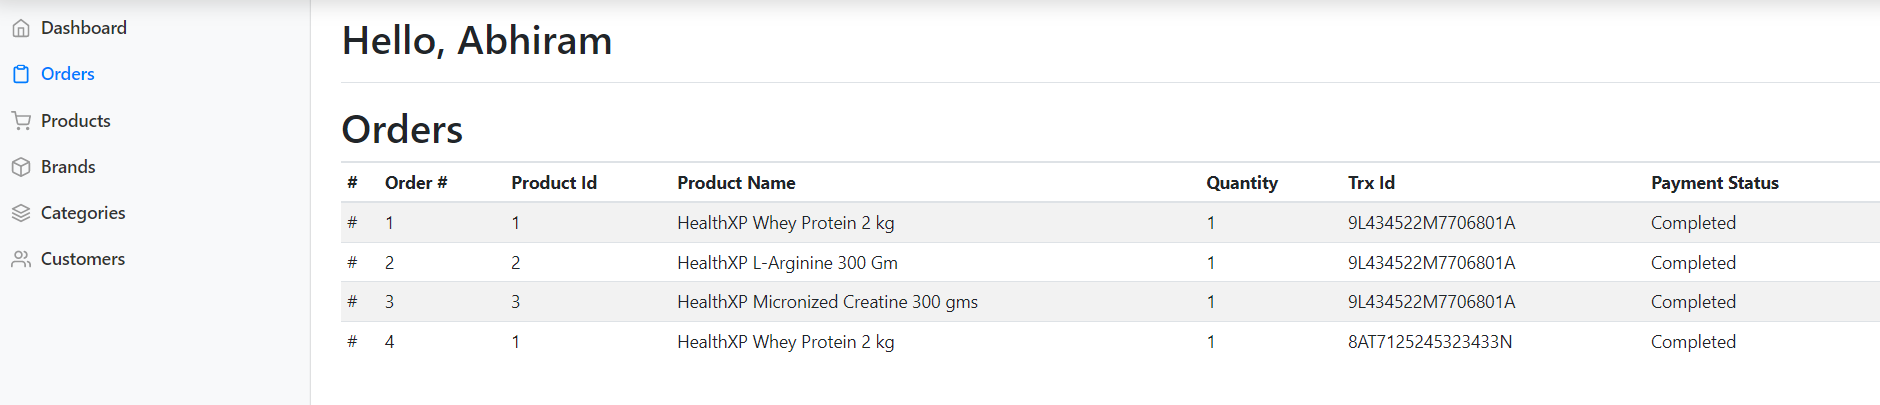 Dashboard
Orders
Products
Brands
Categories
Customers
Hello, Abhiram
Orders
# Order # Product Id Product Name Quantity Trx Id Payment Status
# 1 1 HealthXP Whey Protein 2 kg 1 9L434522M7706801A Completed
# 2 2 HealthXP L-Arginine 300 Gm 1 9L434522M7706801A Completed
# 3 3 HealthXP Micronized Creatine 300 gms 1 9L434522M7706801A Completed
# 4 1 HealthXP Whey Protein 2 kg 1 8AT7125245323433N Completed